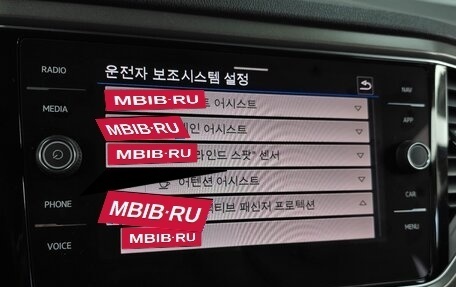 운전자 보조시스템 설정
RADIO
MEDIA
PHONE
VOICE
MBIB.RU
어시스트
MBIB.RU
어시스트
MBIB.RU
스팟" 센서
어텐션 어시스트
MBIB.RU
패신저 프로텍션
MBIB.RU
NAV
APP
CAR
MENU